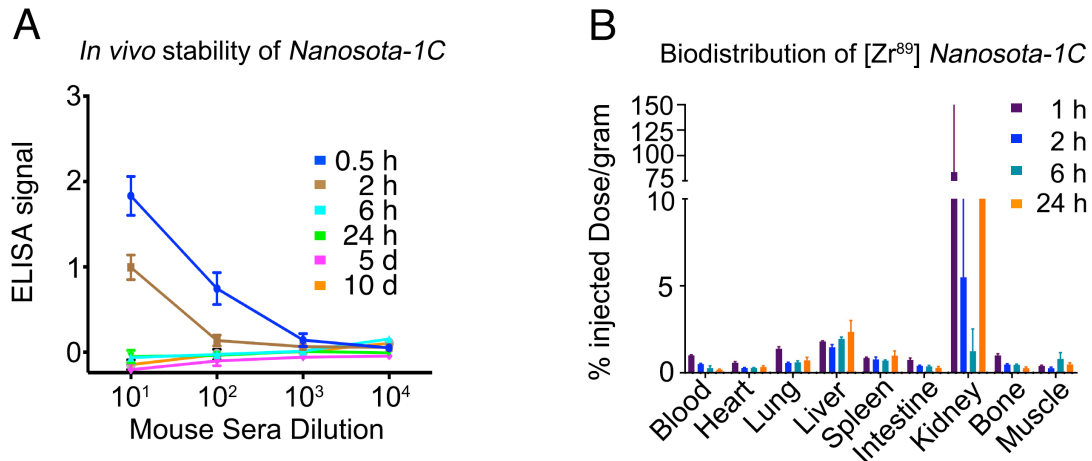 A
In vivo stability of Nanosota-1C
3
2
1
0
ELISA signal
0.5 h
2 h
6 h
24 h
5 d
10 d
10¹ 10² 10³ 10⁴
Mouse Sera Dilution
B
Biodistribution of [Zr⁸⁹] Nanosota-1C
150
125
100
75
10
5
0
% injected Dose/gram
1 h
2 h
6 h
24 h
Blood
Heart
Lung
Liver
Spleen
Intestine
Kidney
Bone
Muscle